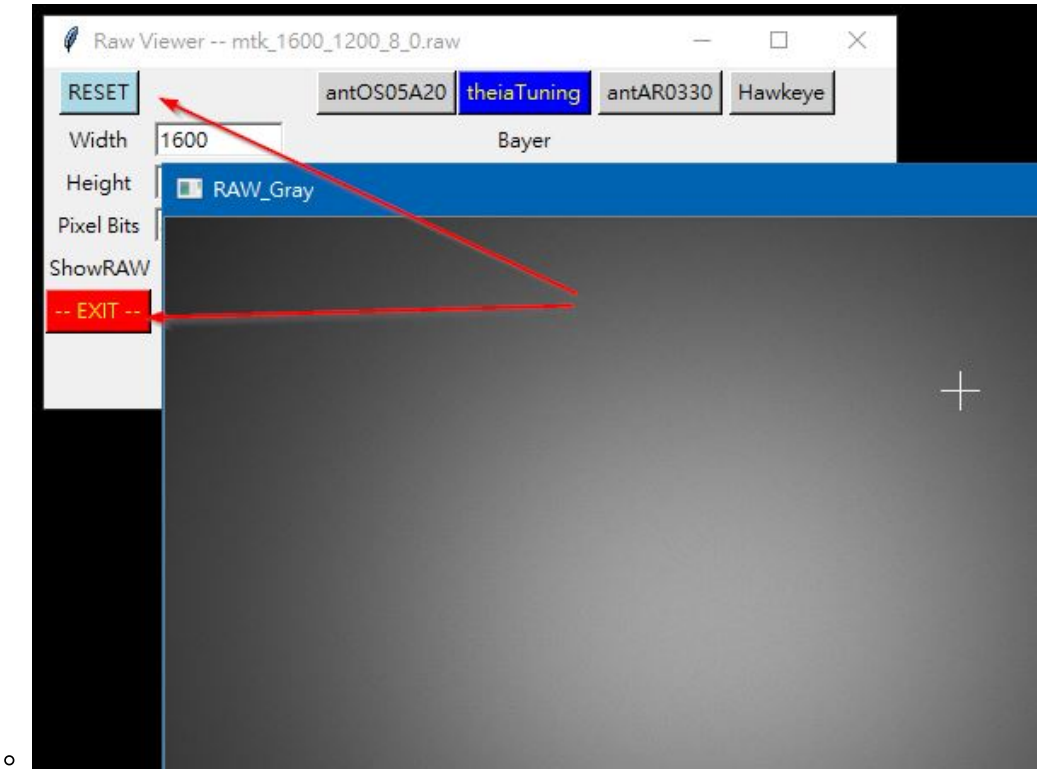 Raw Viewer -- mtk_1600_1200_8_0.raw
RESET antOS05A20 theiaTuning antAR0330 Hawkeye
Width 1600 Bayer
Height
RAW_Gray
Pixel Bits
ShowRAW
-- EXIT --